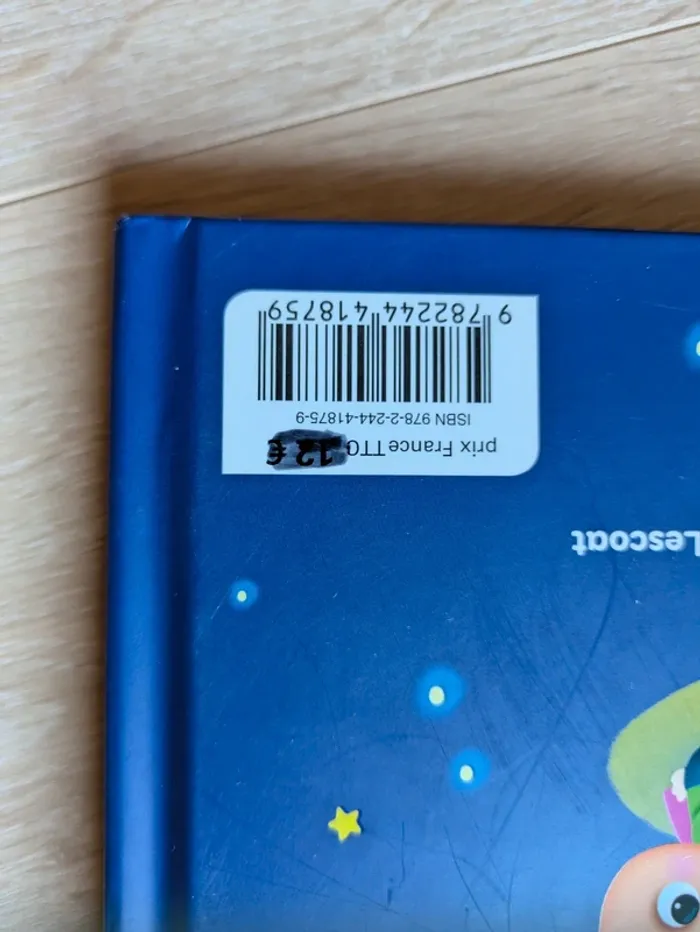 Lescoat
prix France TTC 12 €
ISBN 978-2-244-41875-9
9 782244 418759